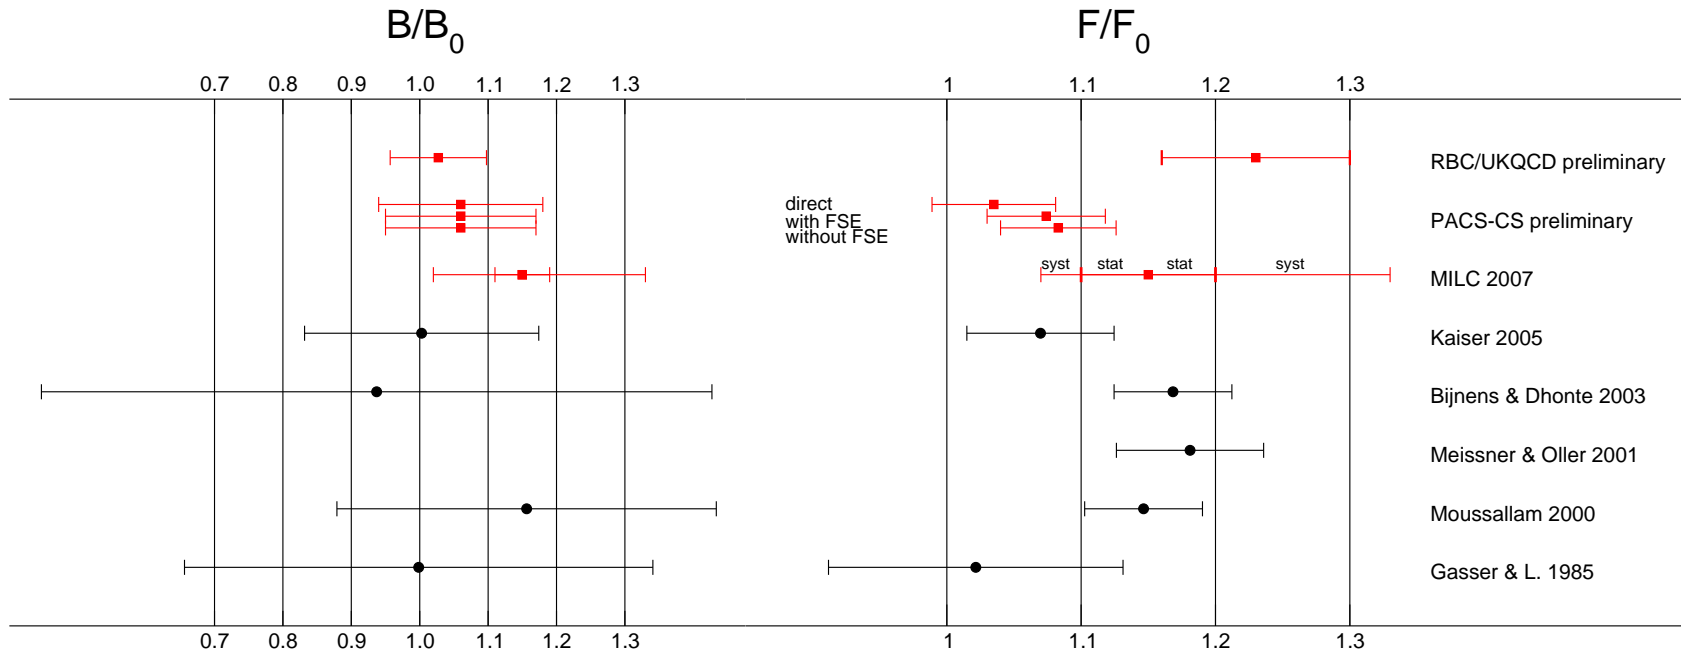 B/B0
F/F0
0.7 0.8 0.9 1.0 1.1 1.2 1.3
1 1.1 1.2 1.3
RBC/UKQCD preliminary
direct
with FSE
without FSE
PACS-CS preliminary
syst stat stat syst
MILC 2007
Kaiser 2005
Bijnens & Dhonte 2003
Meissner & Oller 2001
Moussallam 2000
Gasser & L. 1985
0.7 0.8 0.9 1.0 1.1 1.2 1.3
1 1.1 1.2 1.3